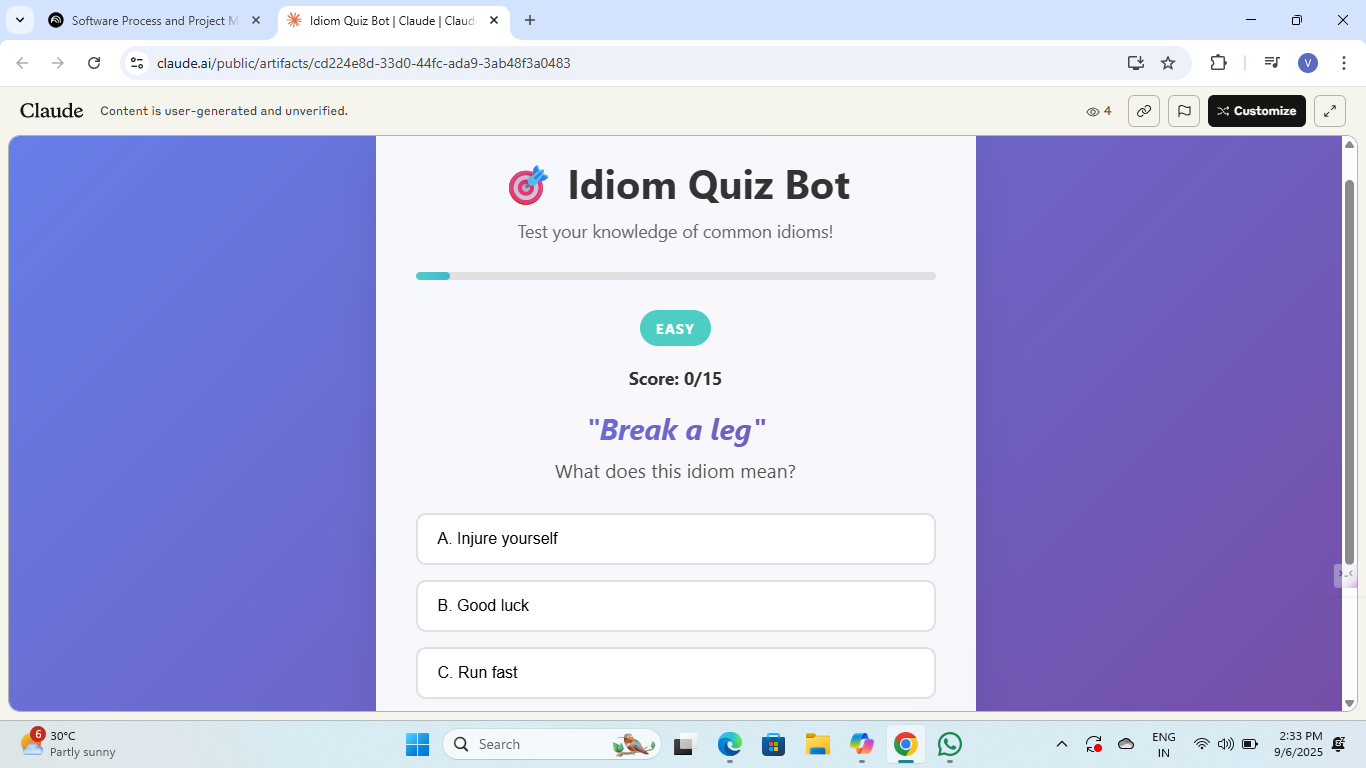 Software Process and Project M
Idiom Quiz Bot | Claude | Claude
claude.ai/public/artifacts/cd224e8d-33d0-44fc-ada9-3ab48f3a0483
V
Claude
Content is user-generated and unverified.
4
Customize
Idiom Quiz Bot
Test your knowledge of common idioms!
EASY
Score: 0/15
"Break a leg"
What does this idiom mean?
A. Injure yourself
B. Good luck
C. Run fast
6
30°C
Partly sunny
Search
ENG
IN
2:33 PM
9/6/2025